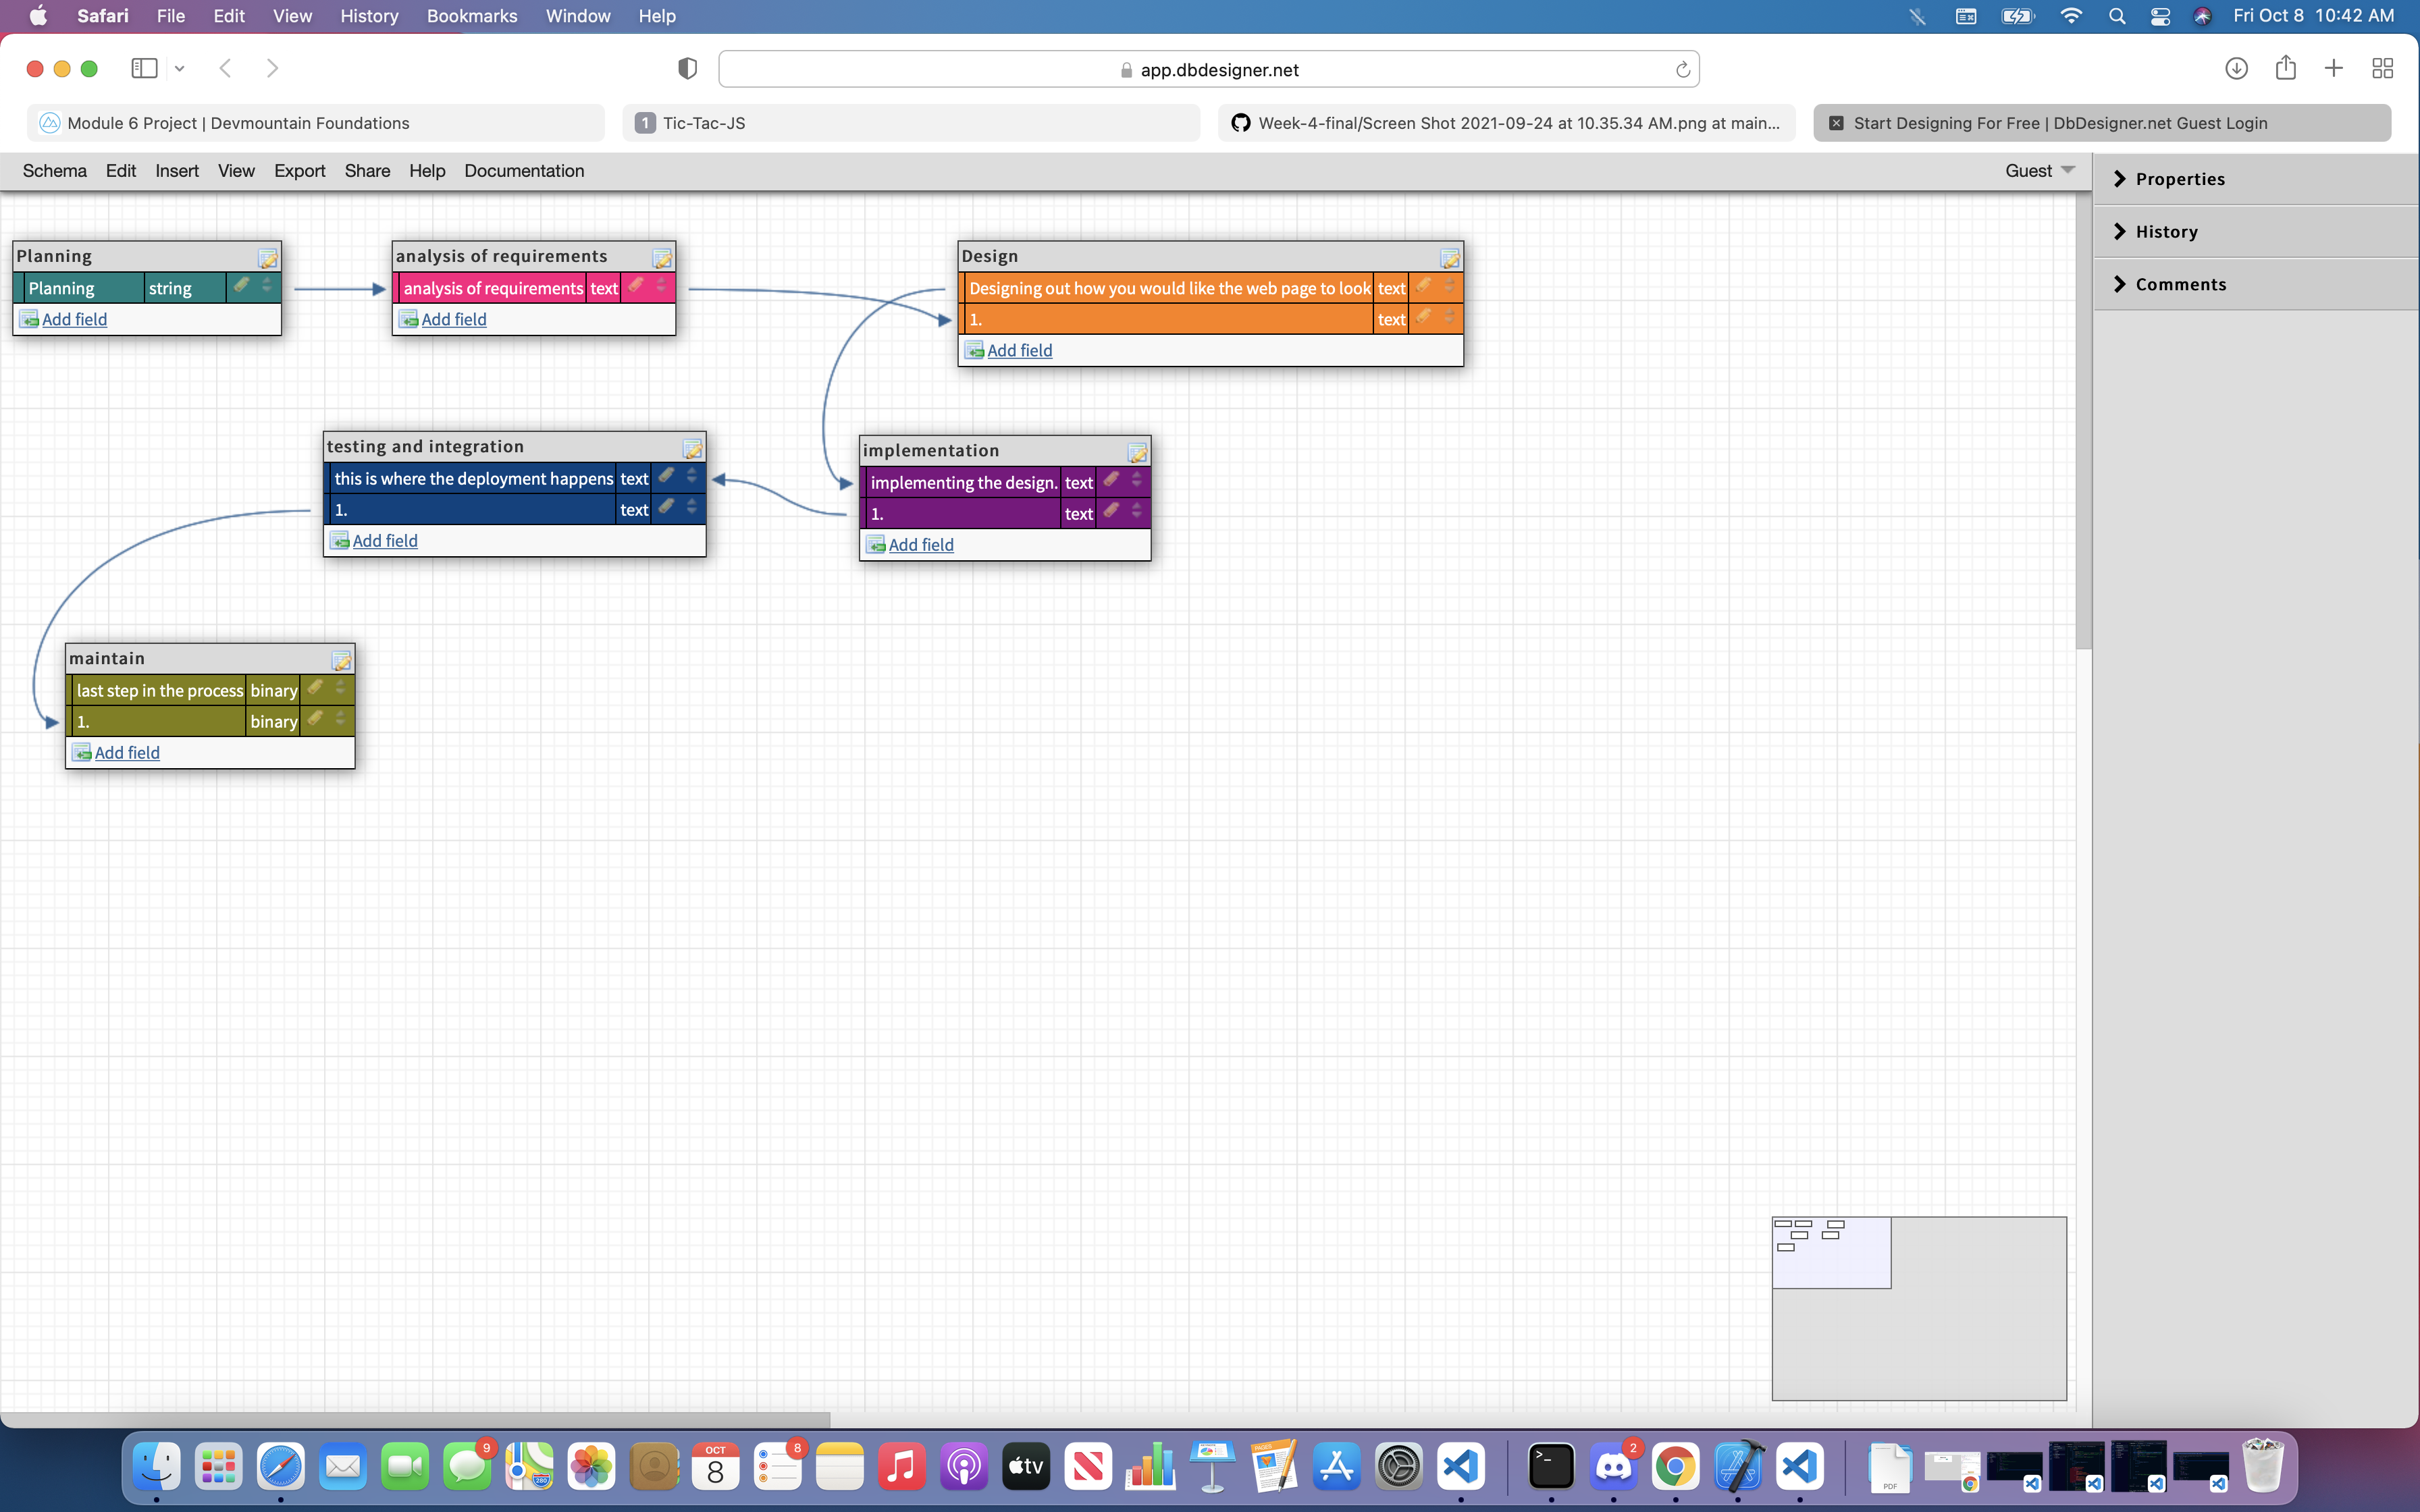 Safari File Edit View History Bookmarks Window Help Fri Oct 8 10:42 AM
app.dbdesigner.net
Module 6 Project | Devmountain Foundations
1 Tic-Tac-JS
Week-4-final/Screen Shot 2021-09-24 at 10.35.34 AM.png at main...
Start Designing For Free | DbDesigner.net Guest Login
Schema Edit Insert View Export Share Help Documentation Guest
Properties
History
Comments
Planning
Planning string
Add field
analysis of requirements
analysis of requirements text
Add field
Design
Designing out how you would like the web page to look text
1. text
Add field
testing and integration
this is where the deployment happens text
1. text
Add field
implementation
implementing the design. text
1. text
Add field
maintain
last step in the process binary
1. binary
Add field
9
OCT
8
8
tv
PAGES
>_
2
PDF